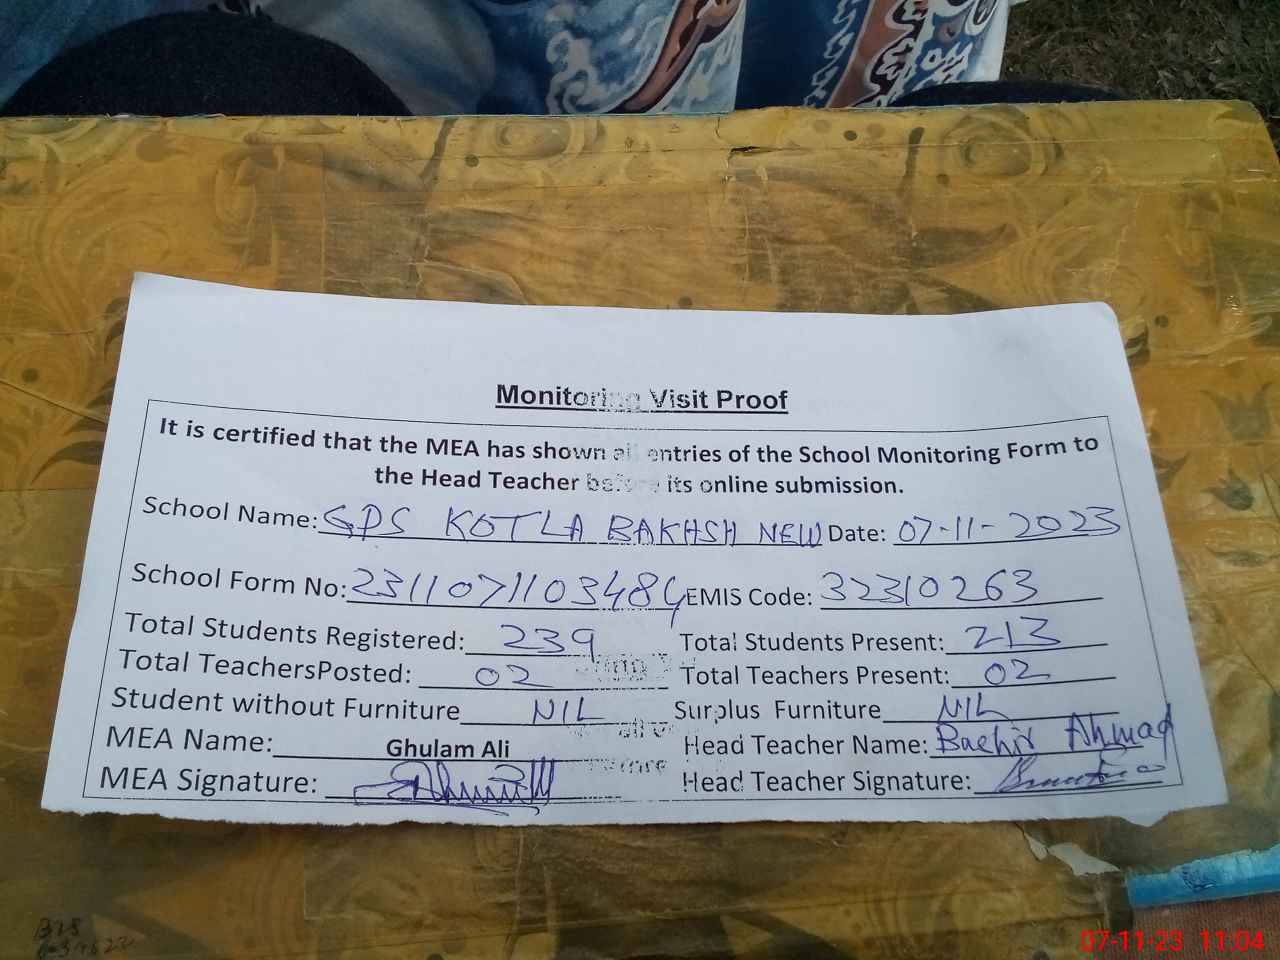 Monitoring Visit Proof
It is certified that the MEA has shown all entries of the School Monitoring Form to
the Head Teacher before its online submission.
School Name: GPS KOTLA BAKHSH NEW Date: 07-11-2023
School Form No: 2311071103484 EMIS Code: 32310263
Total Students Registered: 239 Total Students Present: 213
Total TeachersPosted: 02 Total Teachers Present: 02
Student without Furniture NIL Surplus Furniture NIL
MEA Name: Ghulam Ali Head Teacher Name: Bashir Ahmad
MEA Signature: Head Teacher Signature:
07-11-23 11:04